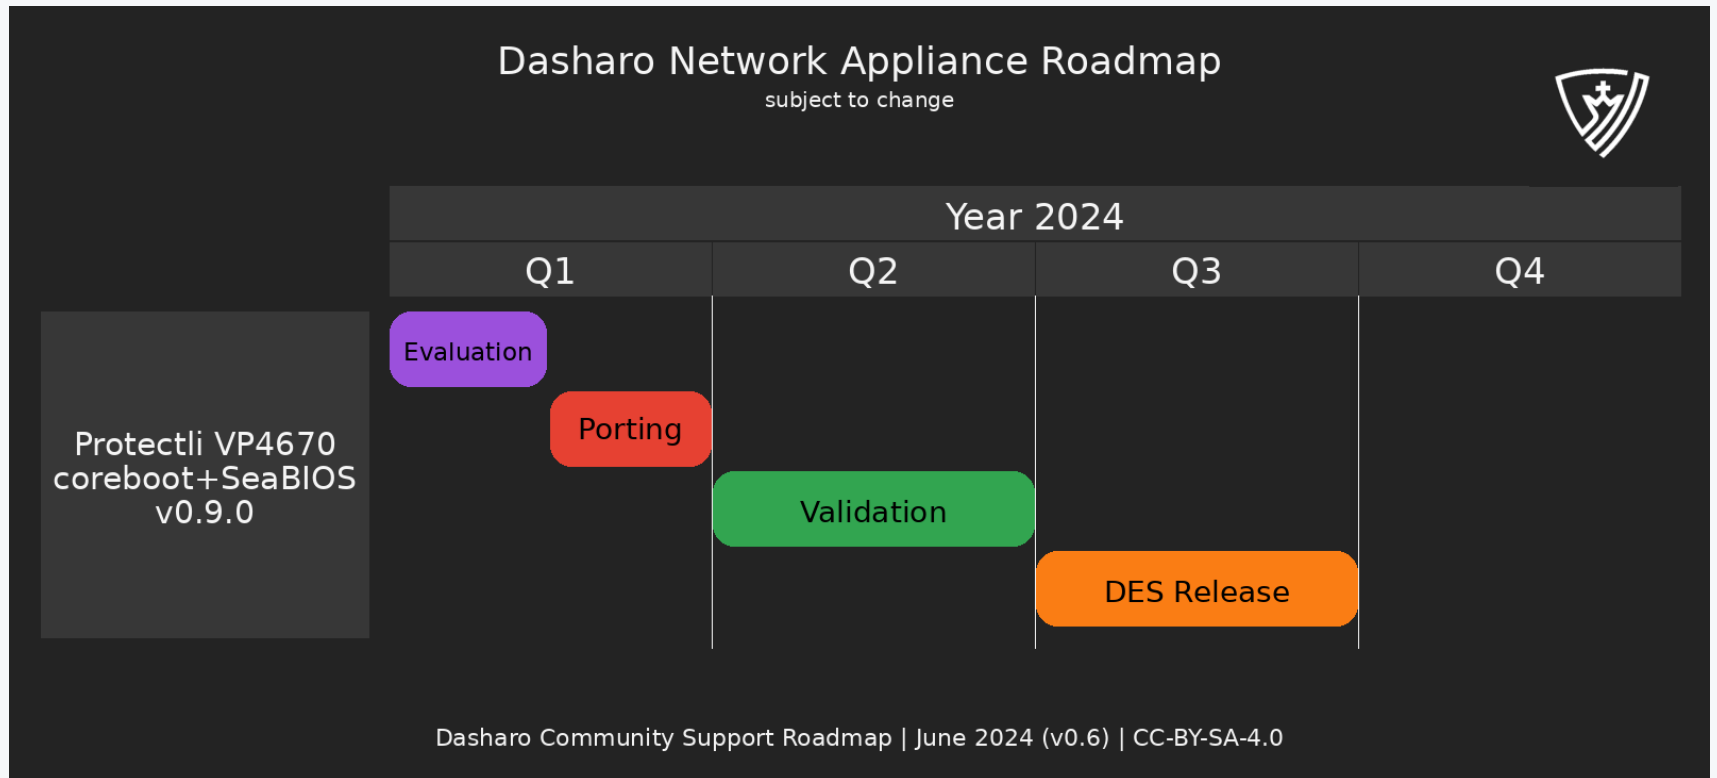 Dasharo Network Appliance Roadmap
subject to change
Year 2024
Q1 Q2 Q3 Q4
Protectli VP4670
coreboot+SeaBIOS
v0.9.0
Evaluation
Porting
Validation
DES Release
Dasharo Community Support Roadmap | June 2024 (v0.6) | CC-BY-SA-4.0